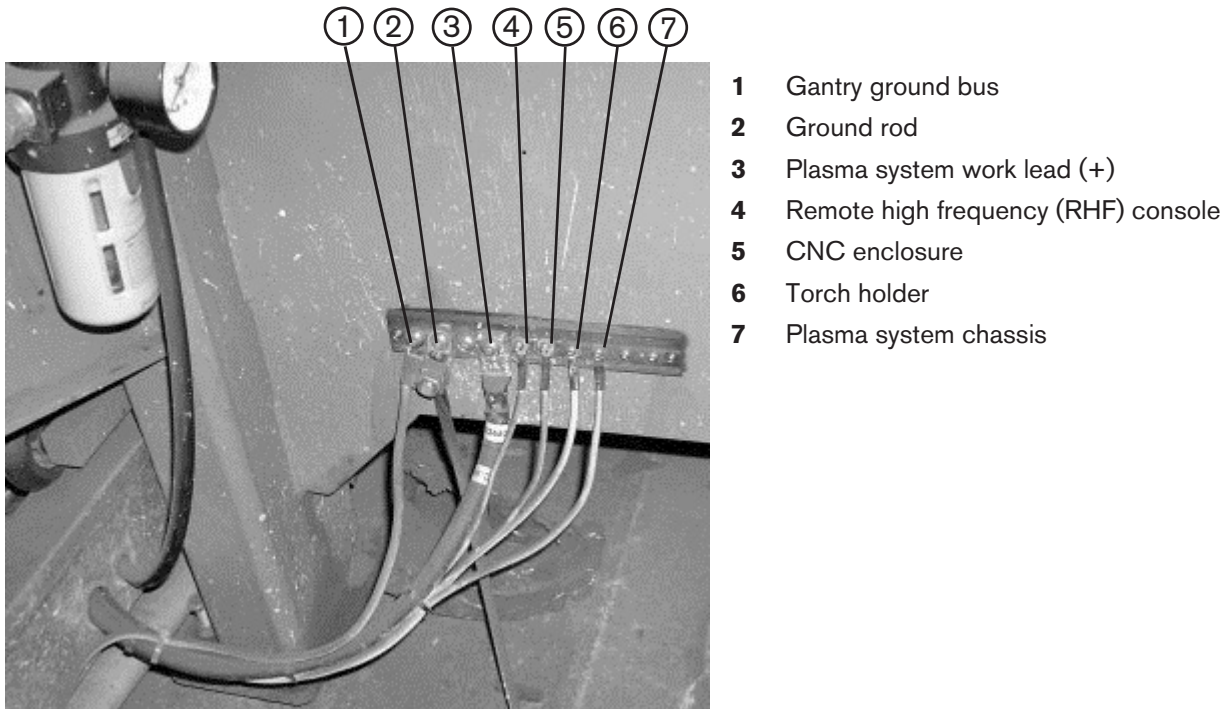 1 2 3 4 5 6 7
1 Gantry ground bus
2 Ground rod
3 Plasma system work lead (+)
4 Remote high frequency (RHF) console
5 CNC enclosure
6 Torch holder
7 Plasma system chassis